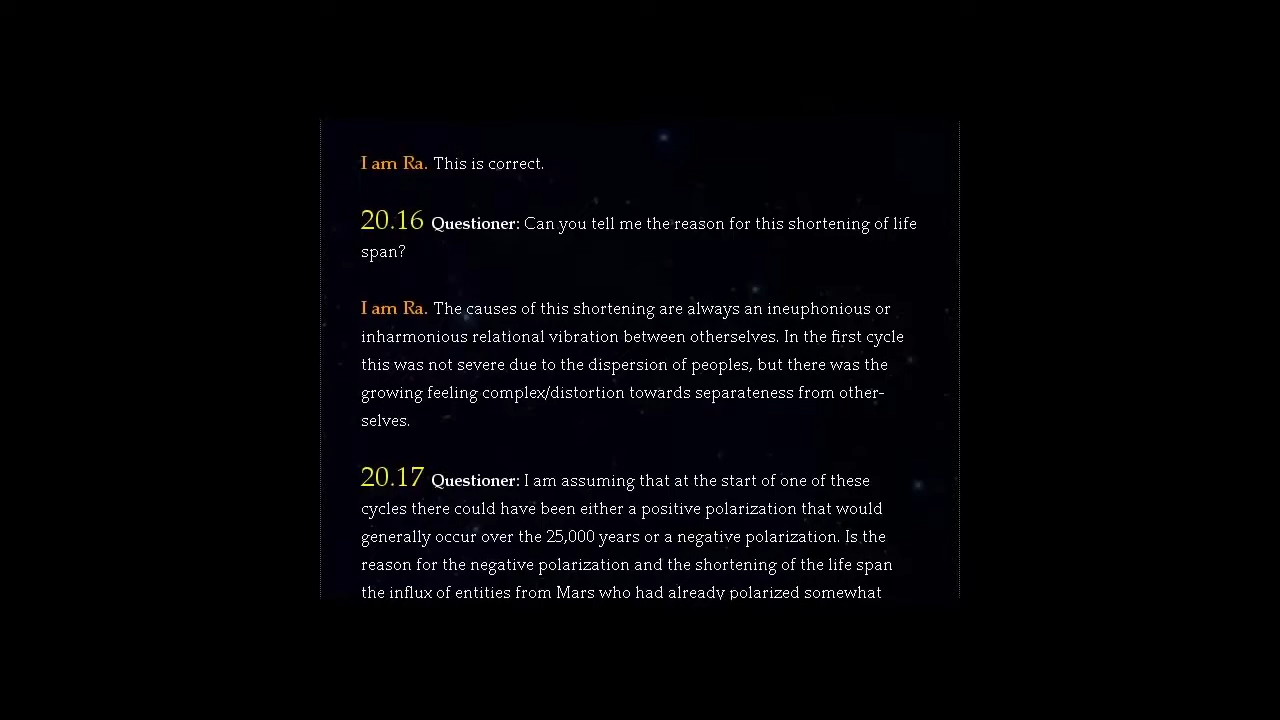 I am Ra. This is correct.
20.16 Questioner: Can you tell me the reason for this shortening of life
span?
I am Ra. The causes of this shortening are always an ineuphonious or
inharmonious relational vibration between otherselves. In the first cycle
this was not severe due to the dispersion of peoples, but there was the
growing feeling complex/distortion towards separateness from other-
selves.
20.17 Questioner: I am assuming that at the start of one of these
cycles there could have been either a positive polarization that would
generally occur over the 25,000 years or a negative polarization. Is the
reason for the negative polarization and the shortening of the life span
the influx of entities from Mars who had already polarized somewhat